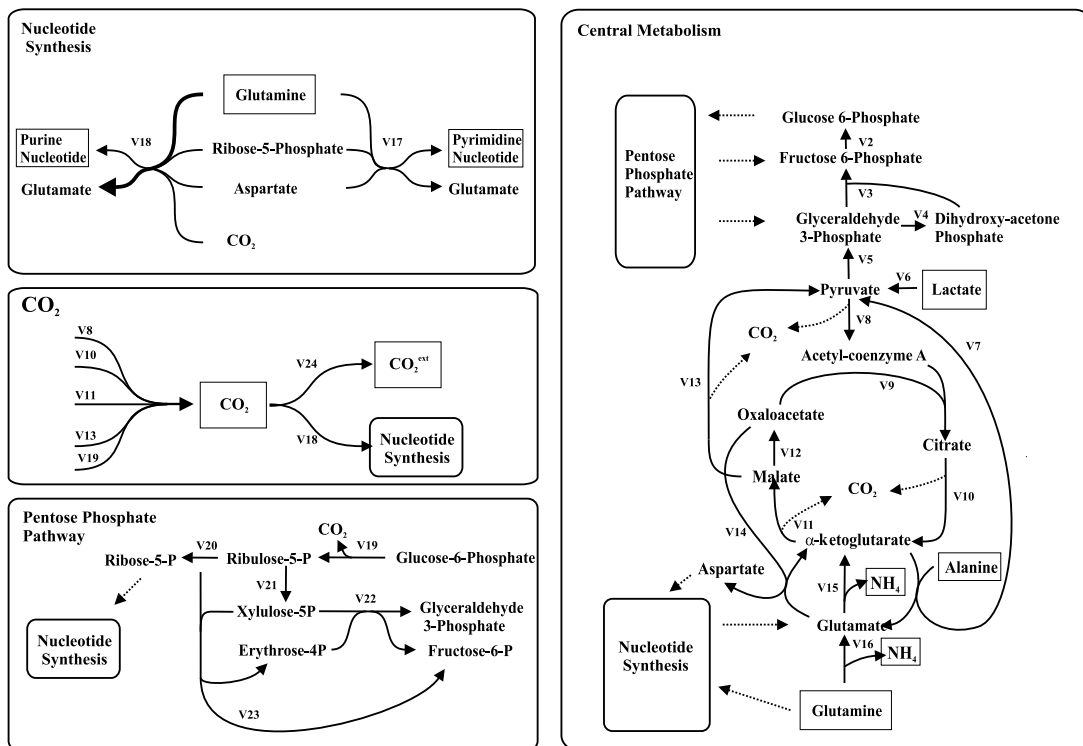 Nucleotide
Synthesis
Glutamine
V18
V17
Purine
Nucleotide
Ribose-5-Phosphate
Pyrimidine
Nucleotide
Glutamate
Aspartate
Glutamate
CO₂
CO₂
V8
V10
V11
V13
V19
CO₂
V24
CO₂ᵉˣᵗ
V18
Nucleotide
Synthesis
Pentose Phosphate
Pathway
CO₂
Ribose-5-P
V20
Ribulose-5-P
V19
Glucose-6-Phosphate
V21
Xylulose-5P
V22
Glyceraldehyde
3-Phosphate
Nucleotide
Synthesis
Erythrose-4P
Fructose-6-P
V23
Central Metabolism
Pentose
Phosphate
Pathway
Glucose 6-Phosphate
V2
Fructose 6-Phosphate
V3
Glyceraldehyde
3-Phosphate
V4
Dihydroxy-acetone
Phosphate
V5
Pyruvate
V6
Lactate
V8
CO₂
V7
Acetyl-coenzyme A
V13
V9
Oxaloacetate
Citrate
V12
Malate
CO₂
V10
V14
V11
α-ketoglutarate
Aspartate
V15
NH₄
Alanine
Glutamate
Nucleotide
Synthesis
V16
NH₄
Glutamine